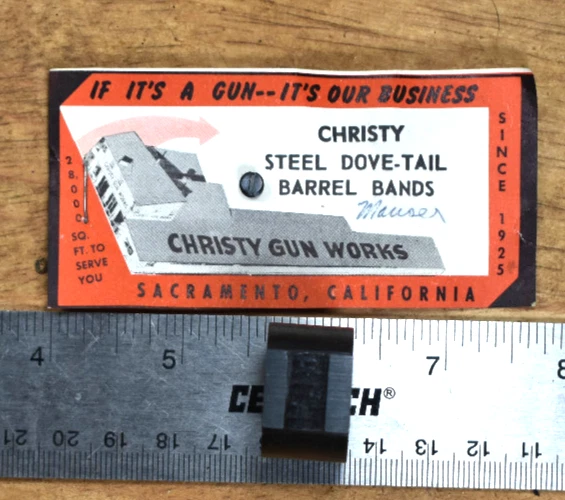 IF IT'S A GUN--IT'S OUR BUSINESS
CHRISTY
STEEL DOVE-TAIL
BARREL BANDS
Mauser
28,000
SQ.
FT. TO
SERVE
YOU
SINCE 1925
CHRISTY GUN WORKS
SACRAMENTO, CALIFORNIA
4 5 7 8
CE
CH®
21 20 19 18 17 14 13 12 11